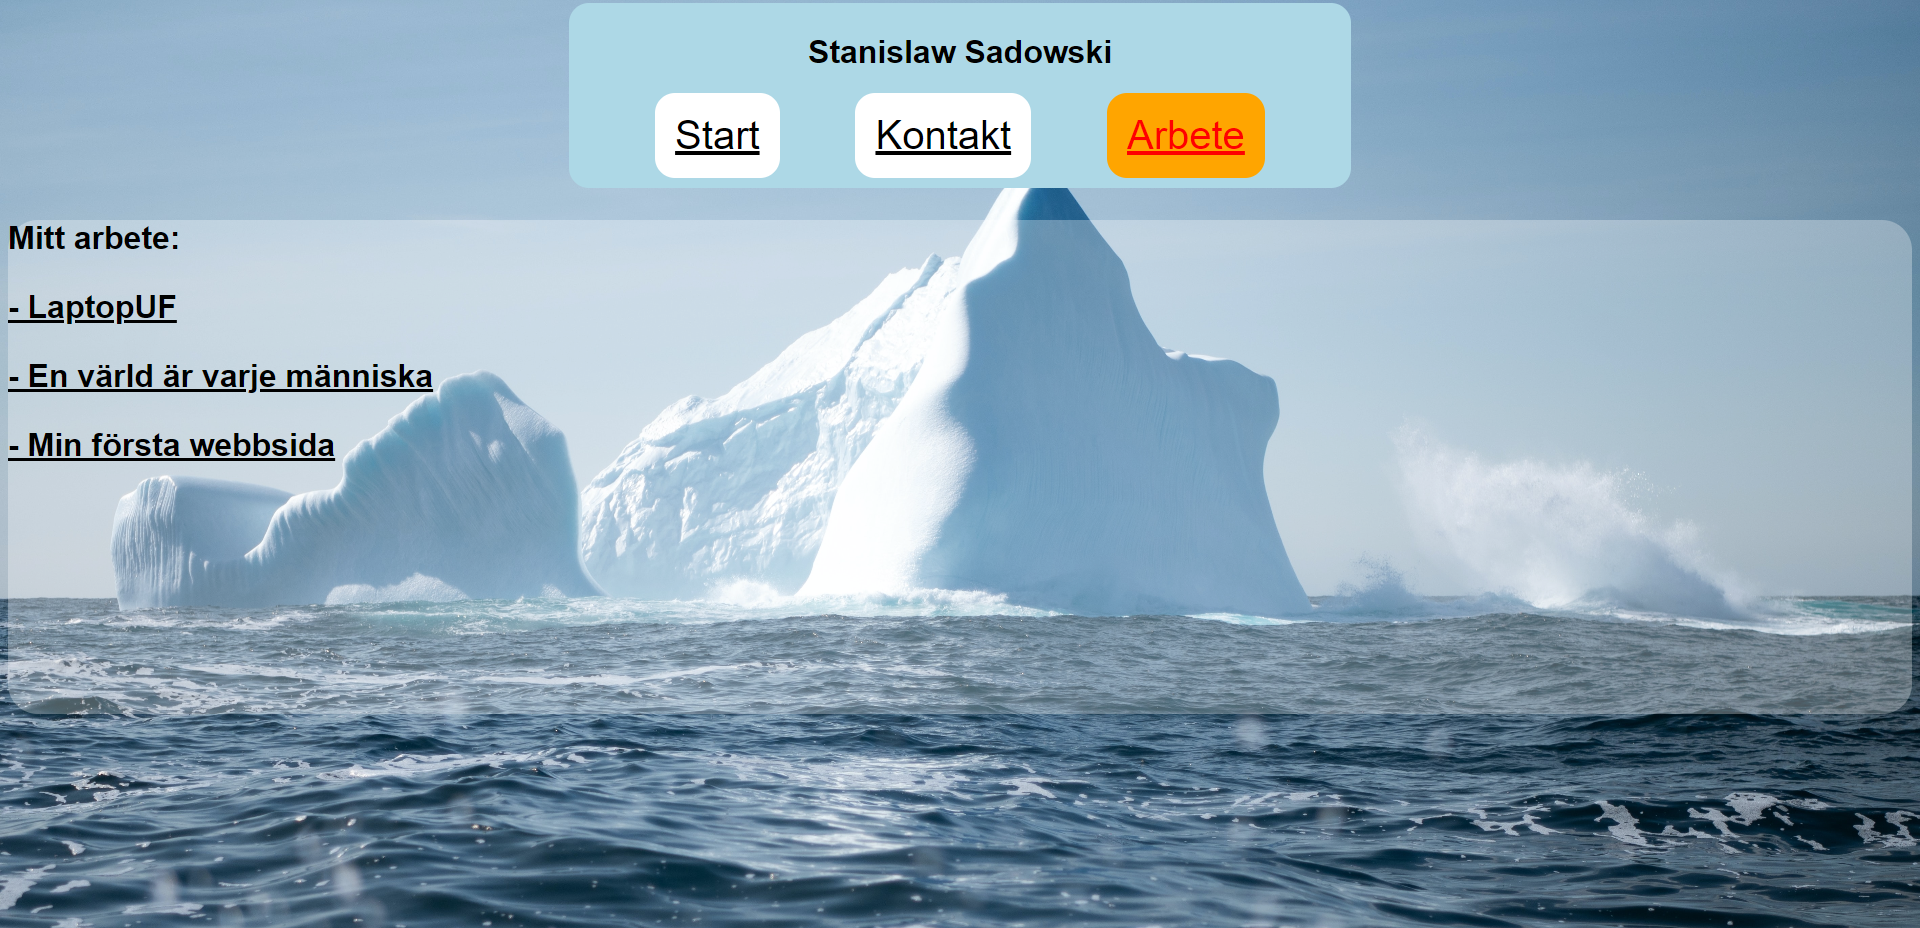 Stanislaw Sadowski
Start Kontakt Arbete
Mitt arbete:
- LaptopUF
- En värld är varje människa
- Min första webbsida